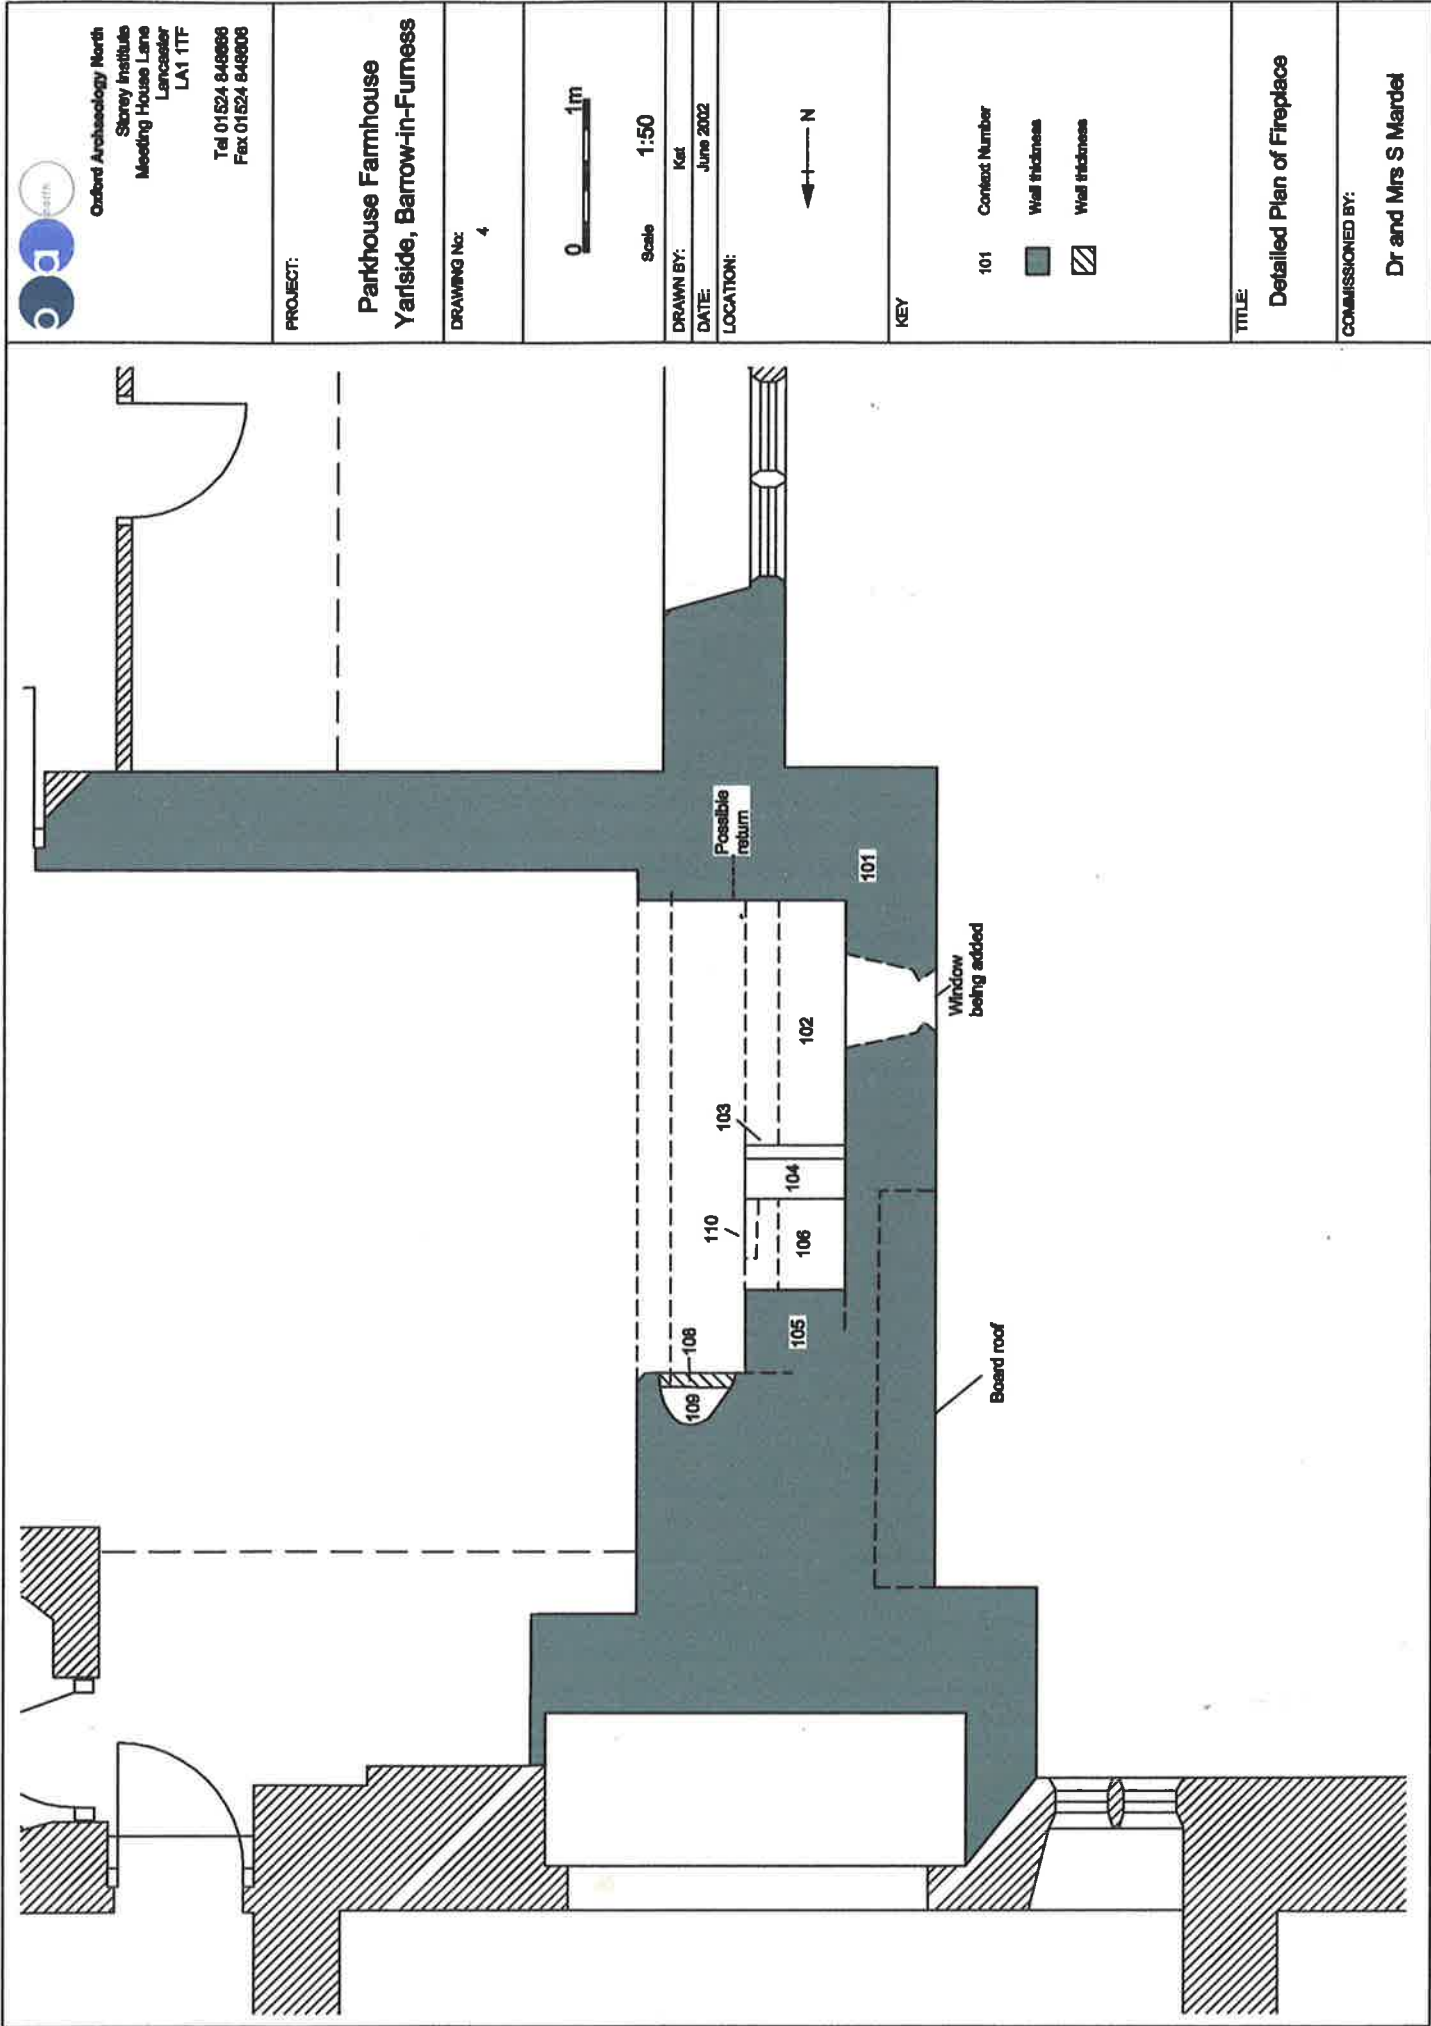 oa north
Oxford Archaeology North
Storey Institute
Meeting House Lane
Lancaster
LA1 1TF
Tel 01524 848666
Fax 01524 848606
PROJECT:
Parkhouse Farmhouse
Yarlside, Barrow-in-Furness
DRAWING No:
4
0 1m
Scale 1:50
DRAWN BY: Kat
DATE: June 2002
LOCATION:
N
KEY
101 Context Number
Wall thickness
Wall thickness
TITLE:
Detailed Plan of Fireplace
COMMISSIONED BY:
Dr and Mrs S Mardel
Possible
return
101
Window
being added
102
103
104
110
106
105
108
109
Board roof